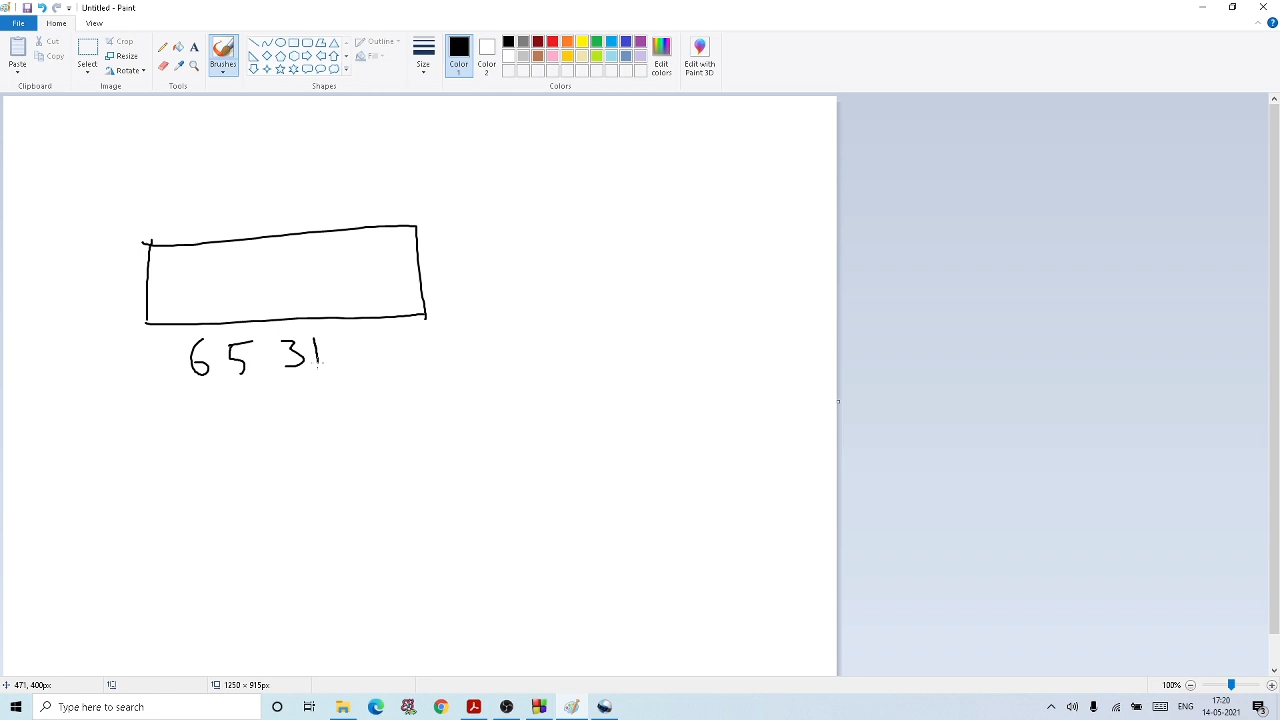 Untitled - Paint
File Home View
Paste Cut Copy Clipboard
Select Crop Resize Rotate Image
A Tools
Brushes
Outline Fill Shapes
Size
Color 1 Color 2 Edit colors Colors
Edit with Paint 3D
6 5 31
471, 400px
1250 × 915px
100%
Type here to search
ENG
17:20
14-05-2021
3